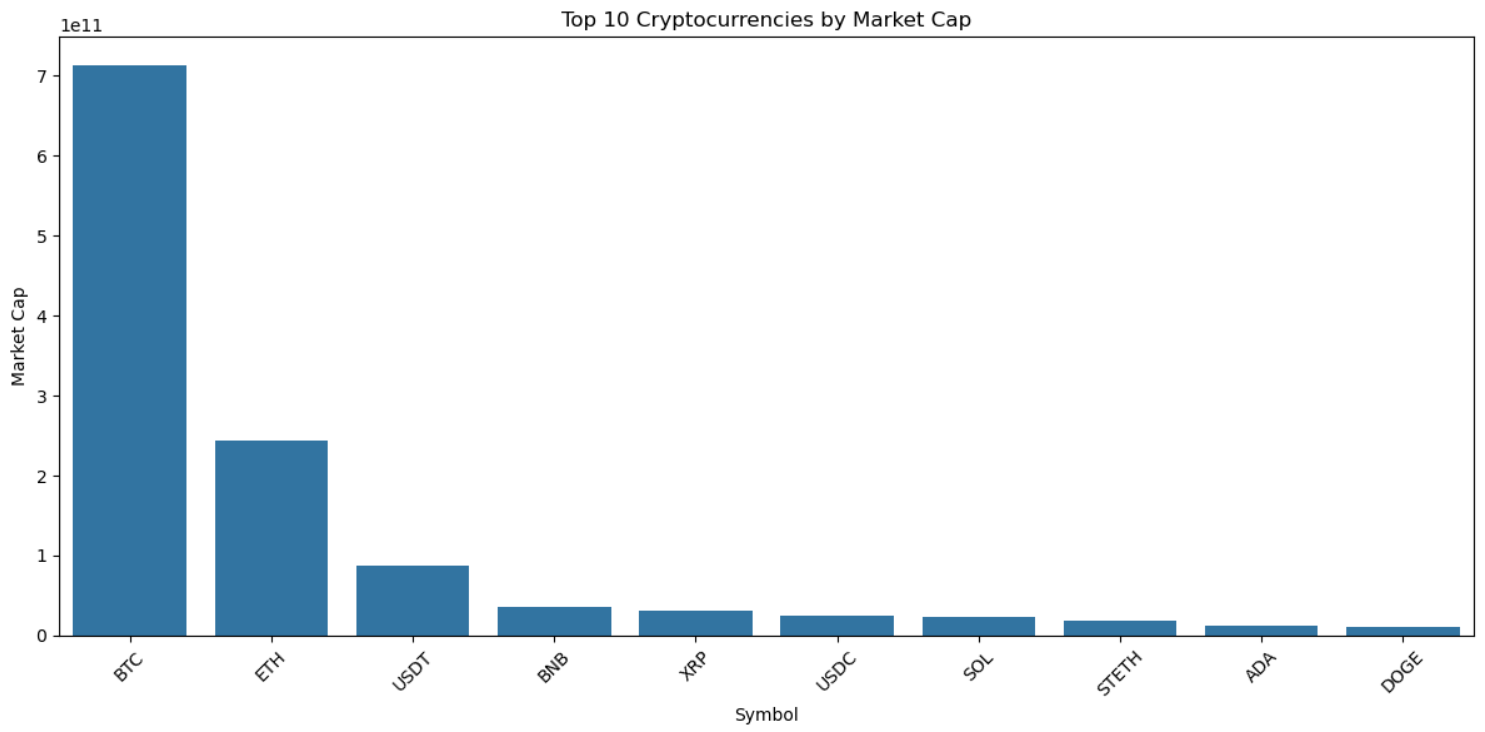 Top 10 Cryptocurrencies by Market Cap
1e11
7
6
5
4
3
2
1
0
Market Cap
BTC
ETH
USDT
BNB
XRP
USDC
SOL
STETH
ADA
DOGE
Symbol